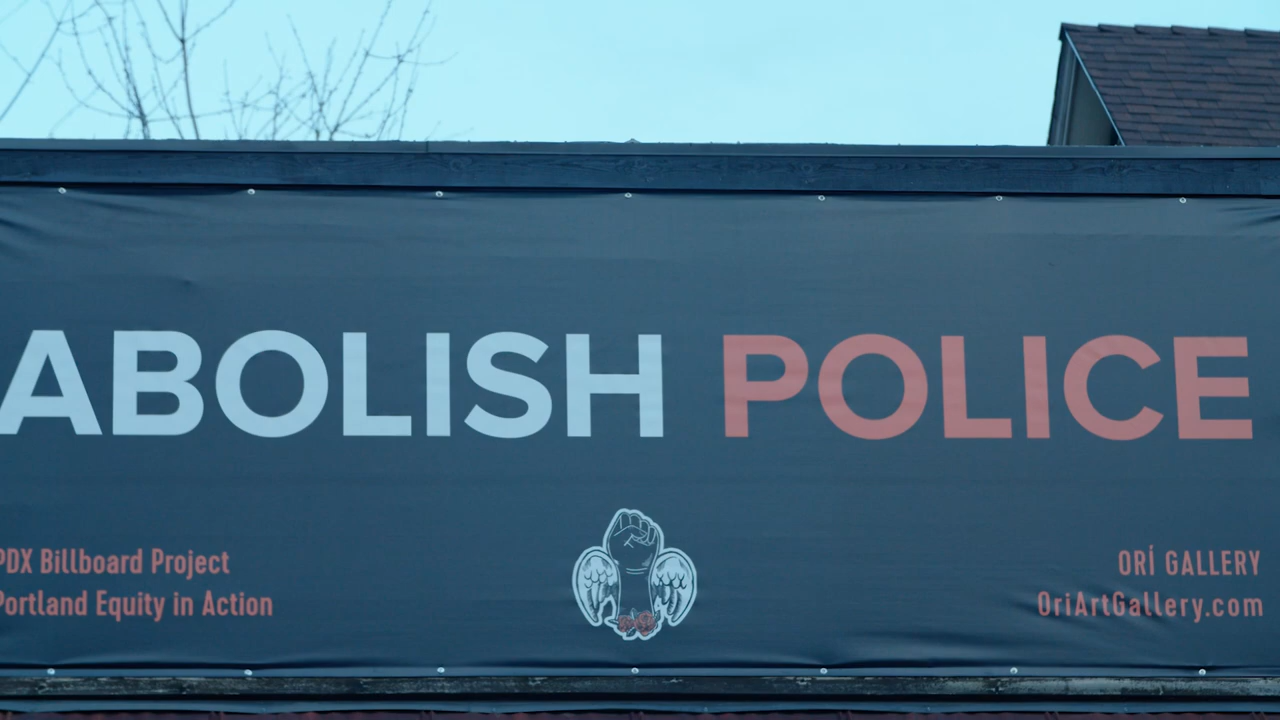 ABOLISH POLICE
PDX Billboard Project
Portland Equity in Action
ORÍ GALLERY
OriArtGallery.com